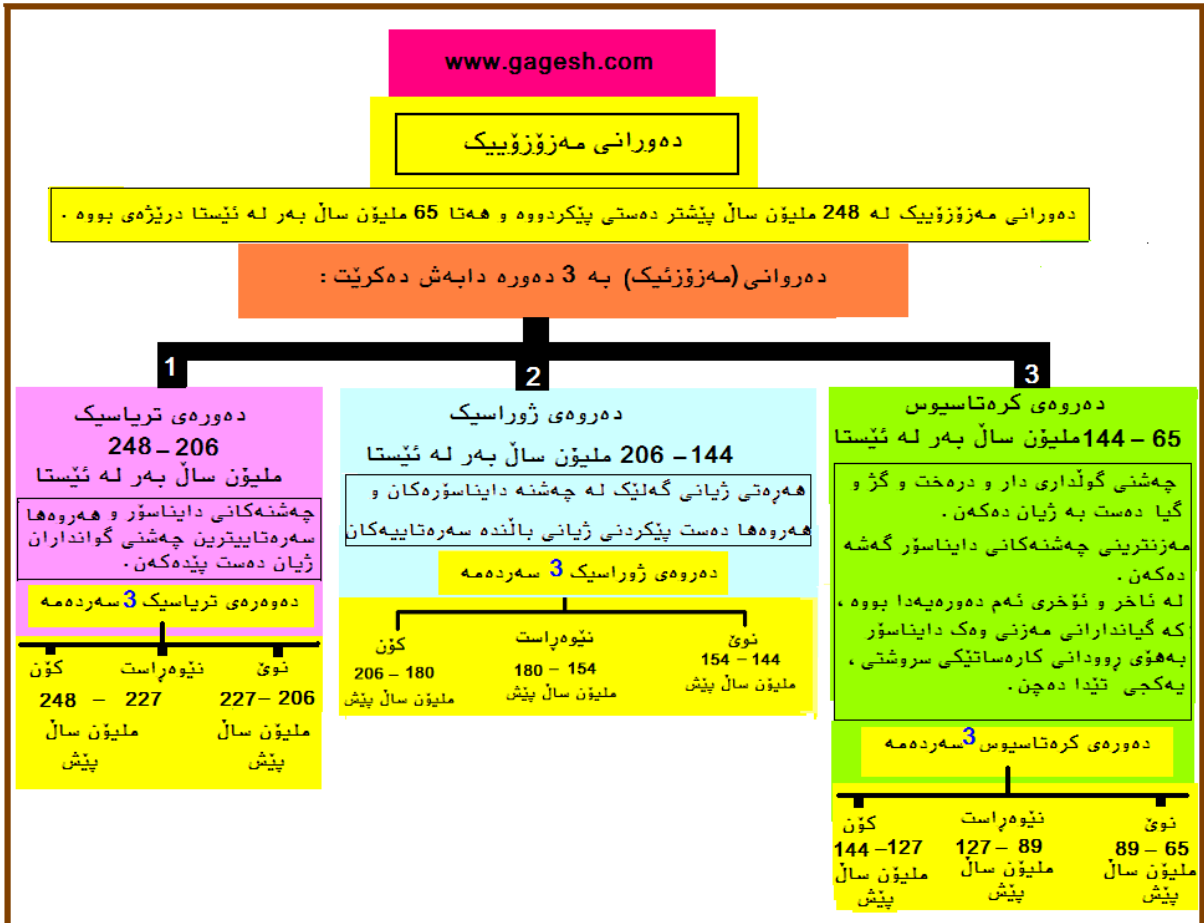 www.gagesh.com
دەورانی مەزۆزۆییک
دەورانی مەزۆزۆییک لە 248 ملیۆن ساڵ پێشتر دەستی پێکردووە و هەتا 65 ملیۆن ساڵ بەر لە ئێستا درێژەی بووە .
دەروانی (مەزۆزئیک) بە 3 دەورە دابەش دەکرێت :
1
دەورەی تریاسیک
248 – 206
ملیۆن ساڵ بەر لە ئێستا
چەشنەکانی دایناسۆر و هەروەها
سەرەتاییترین چەشنی گوانداران
ژیان دەست پێدەکەن.
دەوەرەی تریاسیک 3 سەردەمە
کۆن
نێوەڕاست
نوێ
248 – 227
227 – 206
ملیۆن ساڵ
پێش
ملیۆن ساڵ
پێش
2
دەروەی ژوراسیک
206 – 144 ملیۆن ساڵ بەر لە ئێستا
هەڕەتی ژیانی گەلێک لە چەشنە دایناسۆرەکان و
هەروەها دەست پێکردنی ژیانی باڵندە سەرەتاییەکان
دەروەی ژوراسیک 3 سەردەمە
کۆن
206 – 180
ملیۆن ساڵ پێش
نێوەڕاست
180 – 154
ملیۆن ساڵ پێش
نوێ
154 – 144
ملیۆن ساڵ پێش
3
دەروەی کرەتاسیوس
144 – 65 ملیۆن ساڵ بەر لە ئێستا
چەشنی گوڵداری دار و درەخت و گژ و
گیا دەست بە ژیان دەکەن.
مەزنترینی چەشنەکانی دایناسۆر گەشە
دەکەن.
لە ئاخر و ئۆخری ئەم دەورەیەدا بووە ،
کە گیاندارانی مەزنی وەک دایناسۆر
بەهۆی ڕوودانی کارەساتێکی سروشتی ،
یەکجی تێدا دەچن.
دەورەی کرەتاسیوس 3 سەردەمە
کۆن
144 – 127
ملیۆن ساڵ
پێش
نێوەڕاست
127 – 89
ملیۆن ساڵ
پێش
نوێ
89 – 65
ملیۆن ساڵ
پێش